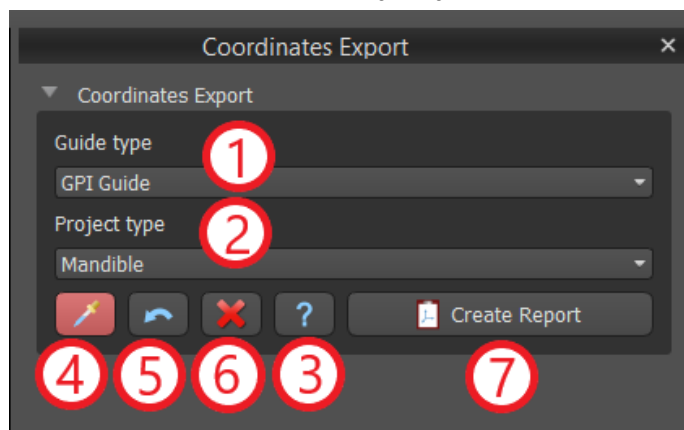 Coordinates Export ×
Coordinates Export
Guide type
1
GPI Guide
Project type
2
Mandible
? Create Report
4 5 6 3 7